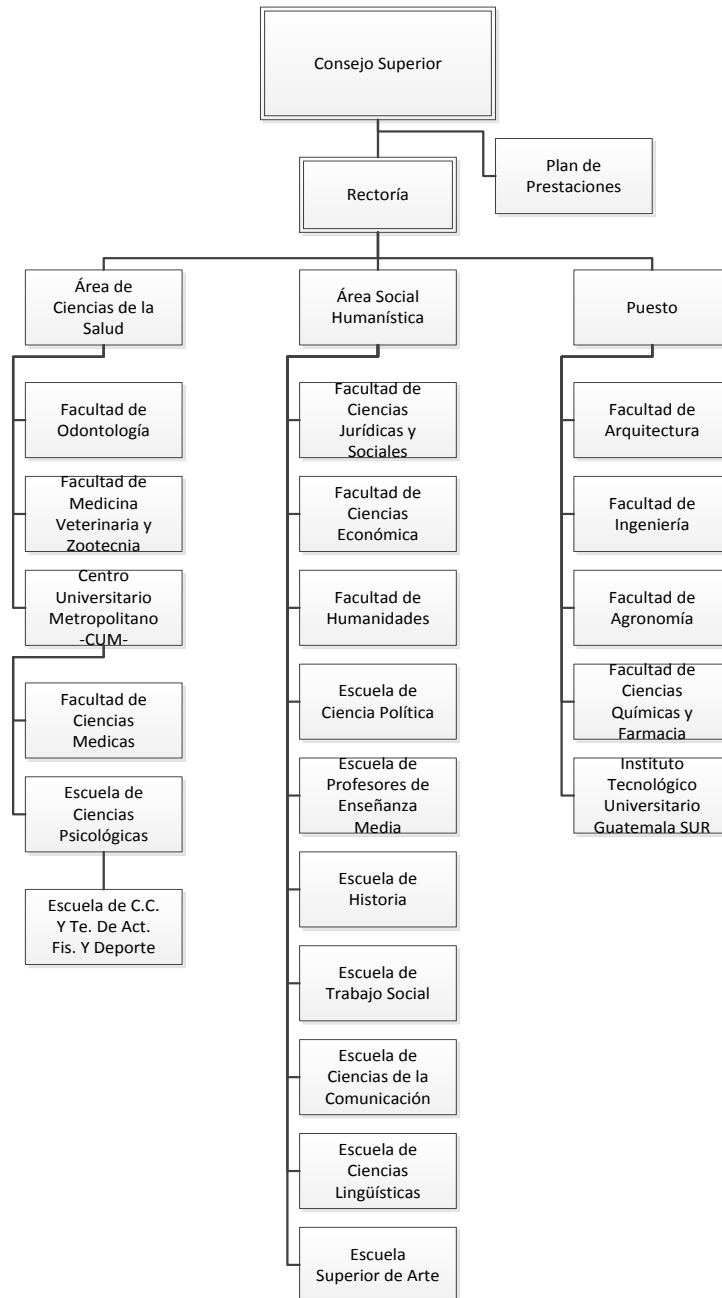 Consejo Superior
Plan de
Prestaciones
Rectoría
Área de
Ciencias de la
Salud
Facultad de
Odontología
Facultad de
Medicina
Veterinaria y
Zootecnia
Centro
Universitario
Metropolitano
-CUM-
Facultad de
Ciencias
Medicas
Escuela de
Ciencias
Psicológicas
Escuela de C.C.
Y Te. De Act.
Fis. Y Deporte
Área Social
Humanística
Facultad de
Ciencias
Jurídicas y
Sociales
Facultad de
Ciencias
Económica
Facultad de
Humanidades
Escuela de
Ciencia Política
Escuela de
Profesores de
Enseñanza
Media
Escuela de
Historia
Escuela de
Trabajo Social
Escuela de
Ciencias de la
Comunicación
Escuela de
Ciencias
Lingüísticas
Escuela
Superior de Arte
Puesto
Facultad de
Arquitectura
Facultad de
Ingeniería
Facultad de
Agronomía
Facultad de
Ciencias
Químicas y
Farmacia
Instituto
Tecnológico
Universitario
Guatemala SUR